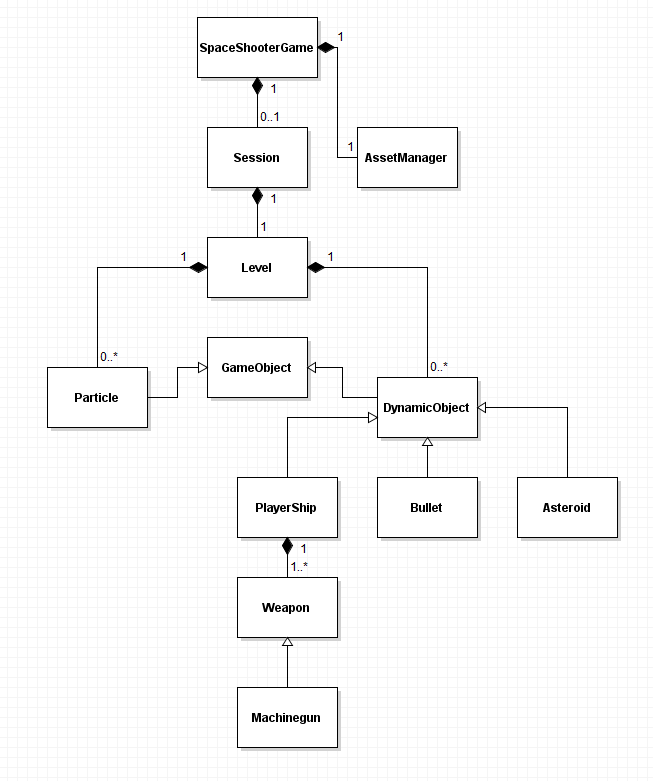 SpaceShooterGame
1
1
0..1
1
Session
AssetManager
1
1
1
Level
1
0..*
GameObject
0..*
Particle
DynamicObject
PlayerShip
Bullet
Asteroid
1
1..*
Weapon
Machinegun